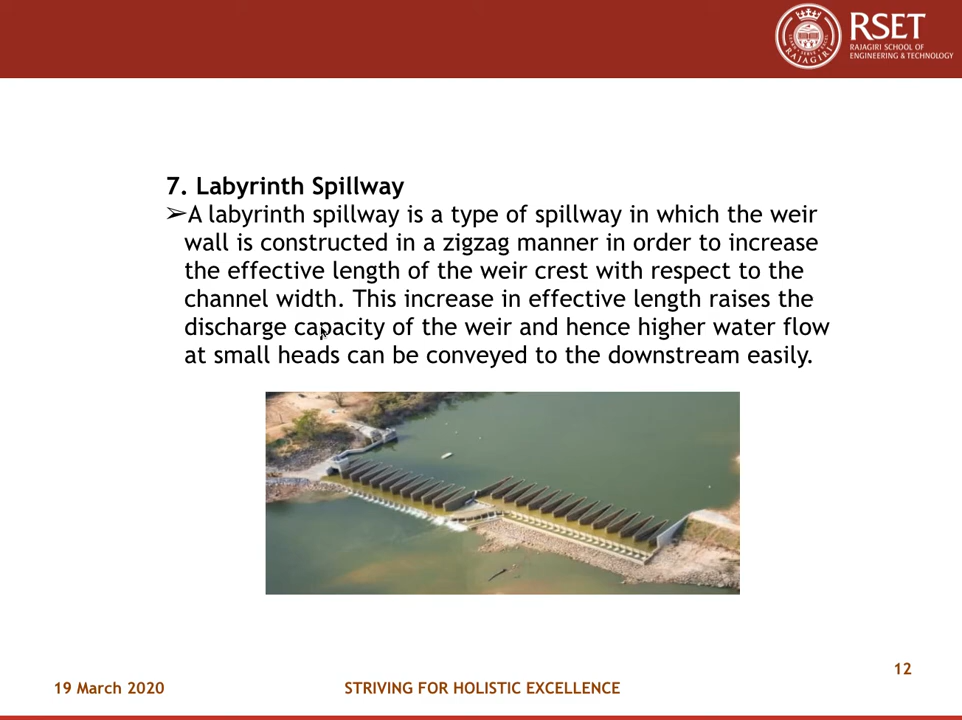 RSET
RAJAGIRI SCHOOL OF
ENGINEERING & TECHNOLOGY
RAJAGIRI
7. Labyrinth Spillway
➢A labyrinth spillway is a type of spillway in which the weir
wall is constructed in a zigzag manner in order to increase
the effective length of the weir crest with respect to the
channel width. This increase in effective length raises the
discharge capacity of the weir and hence higher water flow
at small heads can be conveyed to the downstream easily.
12
19 March 2020
STRIVING FOR HOLISTIC EXCELLENCE